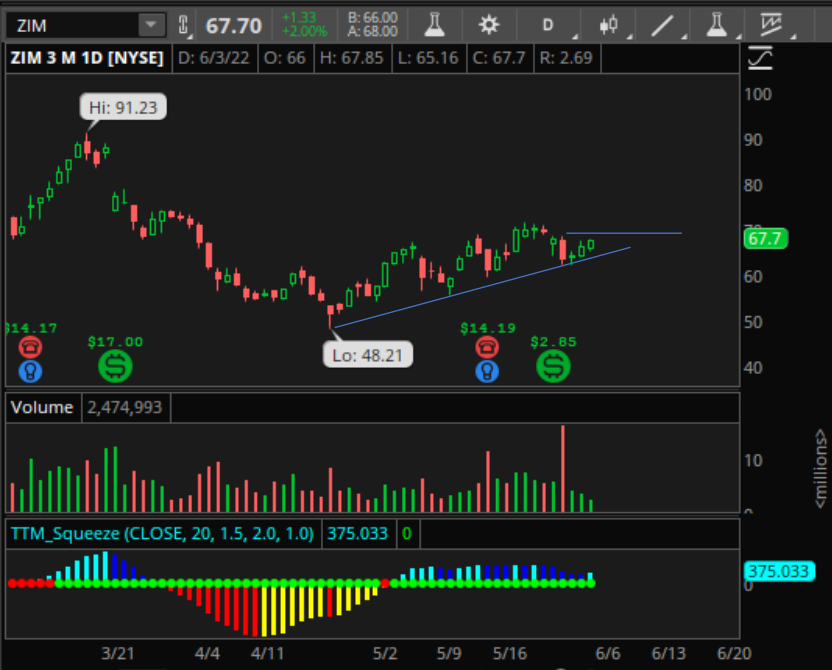 ZIM 67.70 +1.33 B: 66.00 D
+2.00% A: 68.00
ZIM 3 M 1D [NYSE] D: 6/3/22 O: 66 H: 67.85 L: 65.16 C: 67.7 R: 2.69
100
Hi: 91.23
90
80
67.7
60
50
$14.17 $14.19
$17.00 $2.85
Lo: 48.21
40
Volume 2,474,993
10
<millions>
TTM_Squeeze (CLOSE, 20, 1.5, 2.0, 1.0) 375.033 0
375.033
0
3/21 4/4 4/11 5/2 5/9 5/16 6/6 6/13 6/20